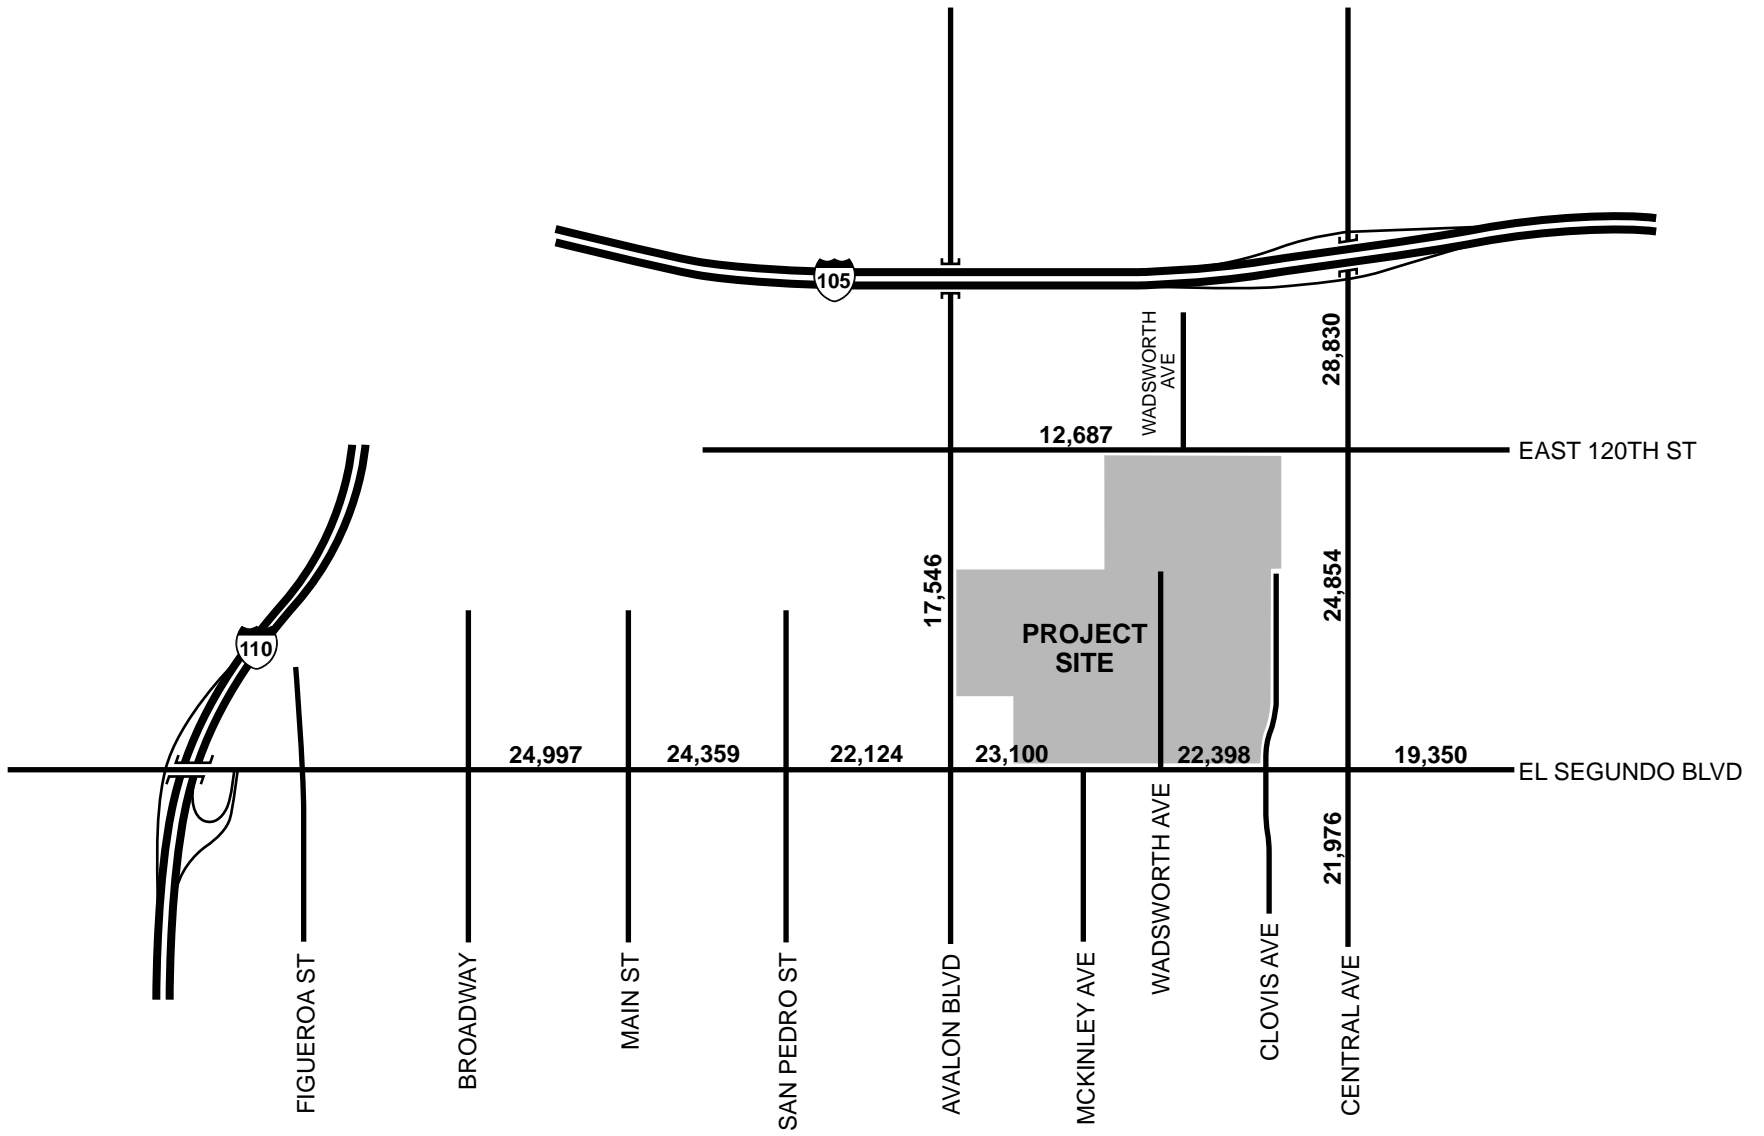 105
WADSWORTH
AVE
28,830
12,687
EAST 120TH ST
17,546
24,854
110
PROJECT
SITE
24,997
24,359
22,124
23,100
22,398
19,350
EL SEGUNDO BLVD
21,976
FIGUEROA ST
BROADWAY
MAIN ST
SAN PEDRO ST
AVALON BLVD
MCKINLEY AVE
WADSWORTH AVE
CLOVIS AVE
CENTRAL AVE